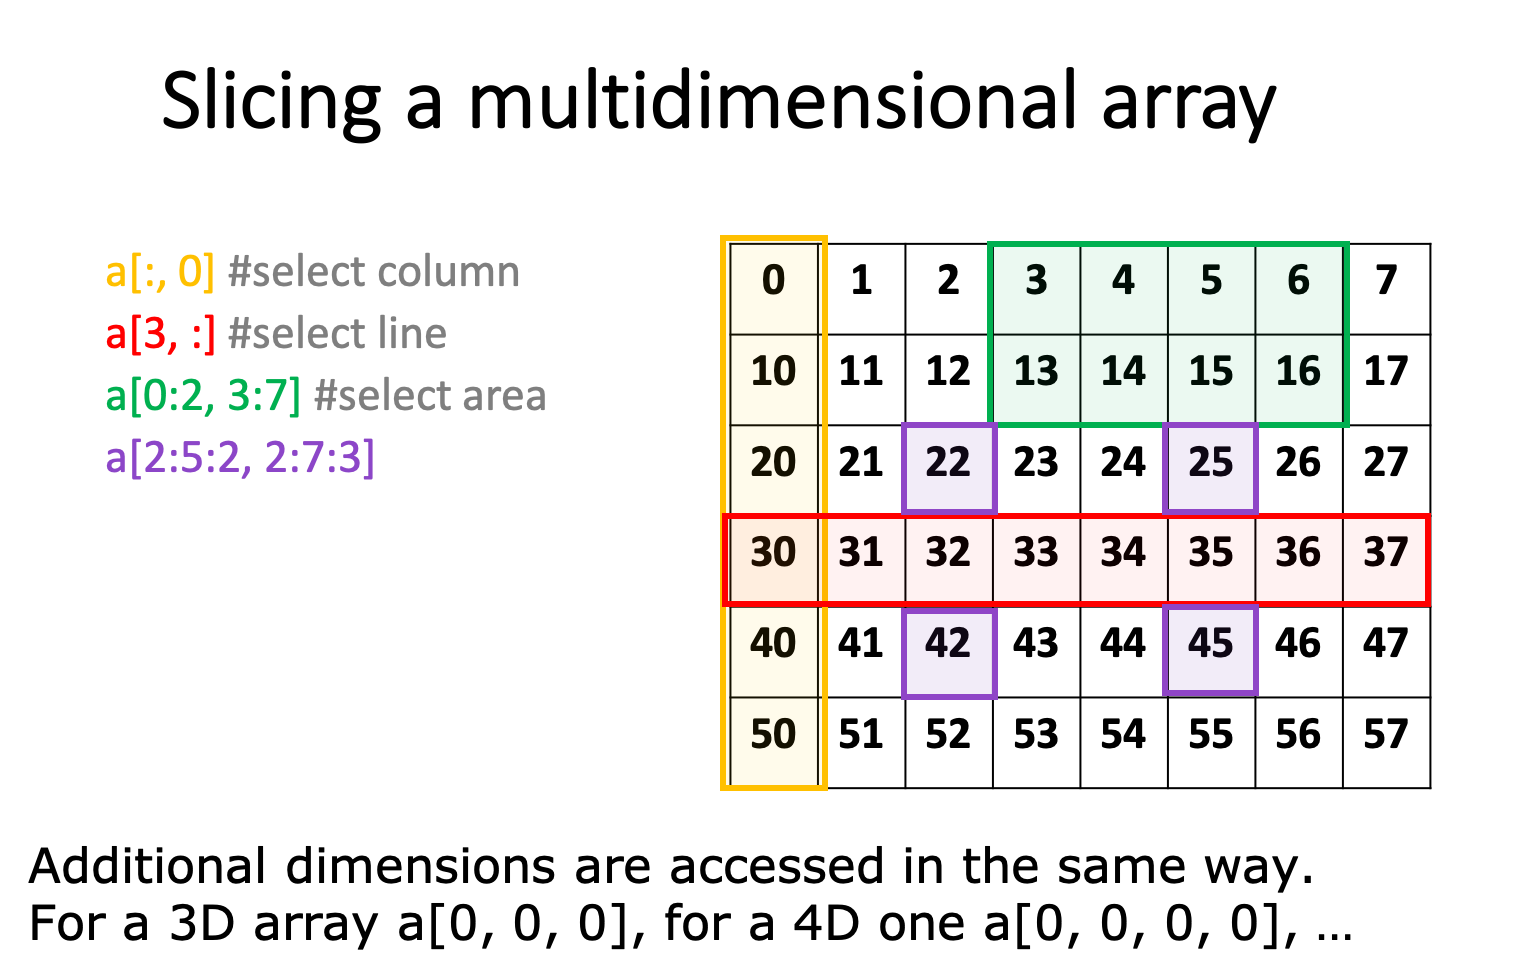 Slicing a multidimensional array
a[:, 0] #select column
a[3, :] #select line
a[0:2, 3:7] #select area
a[2:5:2, 2:7:3]
0 1 2 3 4 5 6 7
10 11 12 13 14 15 16 17
20 21 22 23 24 25 26 27
30 31 32 33 34 35 36 37
40 41 42 43 44 45 46 47
50 51 52 53 54 55 56 57
Additional dimensions are accessed in the same way.
For a 3D array a[0, 0, 0], for a 4D one a[0, 0, 0, 0], ...